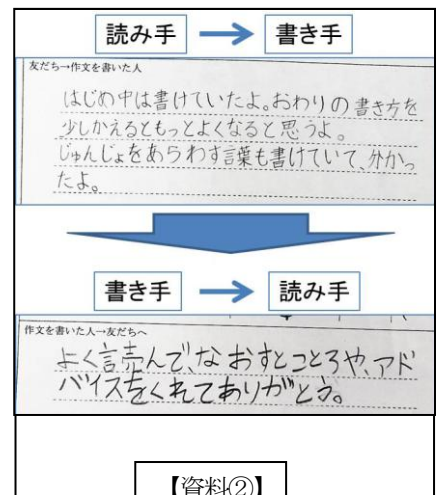 読み手 → 書き手
友だち→作文を書いた人
はじめ中は書けていたよ。おわりの書き方を
少しかえるともっとよくなると思うよ。
じゅんじょをあらわす言葉も書けていて、分かっ
たよ。
書き手 → 読み手
作文を書いた人→友だちへ
よく読んで、なおすとことろや、アド
バイスをくれてありがとう。
【資料②】